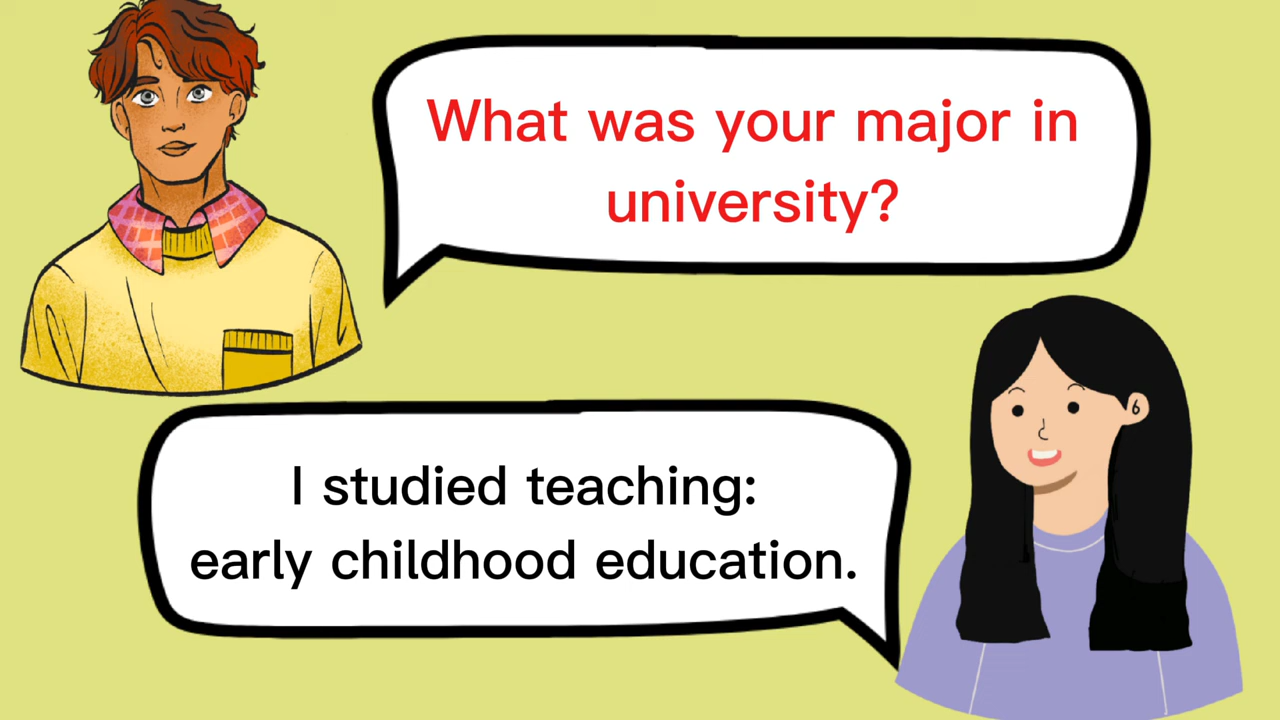 What was your major in
university?
I studied teaching:
early childhood education.